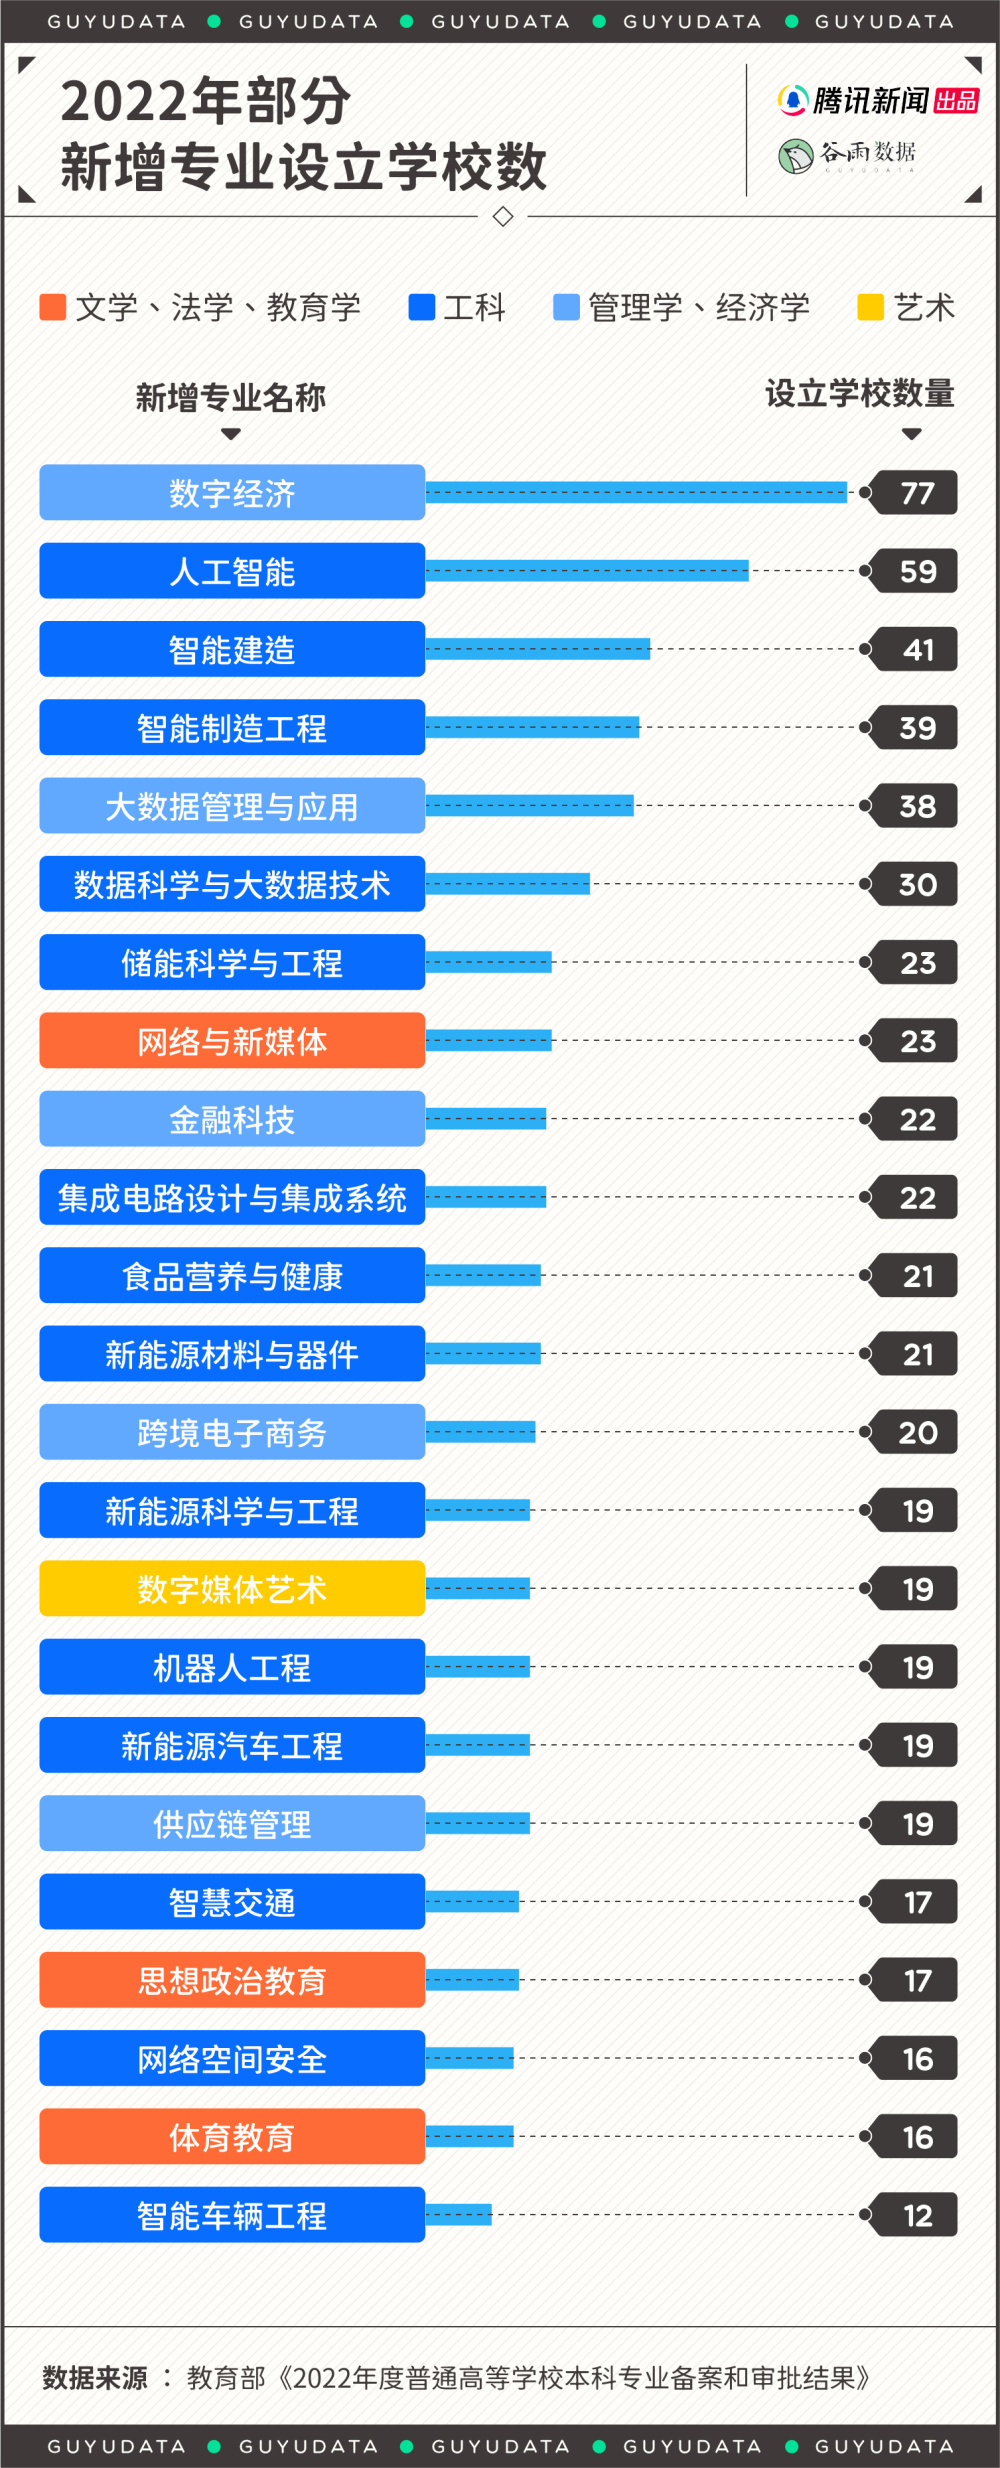 GUYUDATA GUYUDATA GUYUDATA GUYUDATA GUYUDATA
2022年部分
新增专业设立学校数
腾讯新闻 出品
谷雨数据
GUYUDATA
文学、法学、教育学 工科 管理学、经济学 艺术
新增专业名称 设立学校数量
数字经济 77
人工智能 59
智能建造 41
智能制造工程 39
大数据管理与应用 38
数据科学与大数据技术 30
储能科学与工程 23
网络与新媒体 23
金融科技 22
集成电路设计与集成系统 22
食品营养与健康 21
新能源材料与器件 21
跨境电子商务 20
新能源科学与工程 19
数字媒体艺术 19
机器人工程 19
新能源汽车工程 19
供应链管理 19
智慧交通 17
思想政治教育 17
网络空间安全 16
体育教育 16
智能车辆工程 12
数据来源 ： 教育部《2022年度普通高等学校本科专业备案和审批结果》
GUYUDATA GUYUDATA GUYUDATA GUYUDATA GUYUDATA